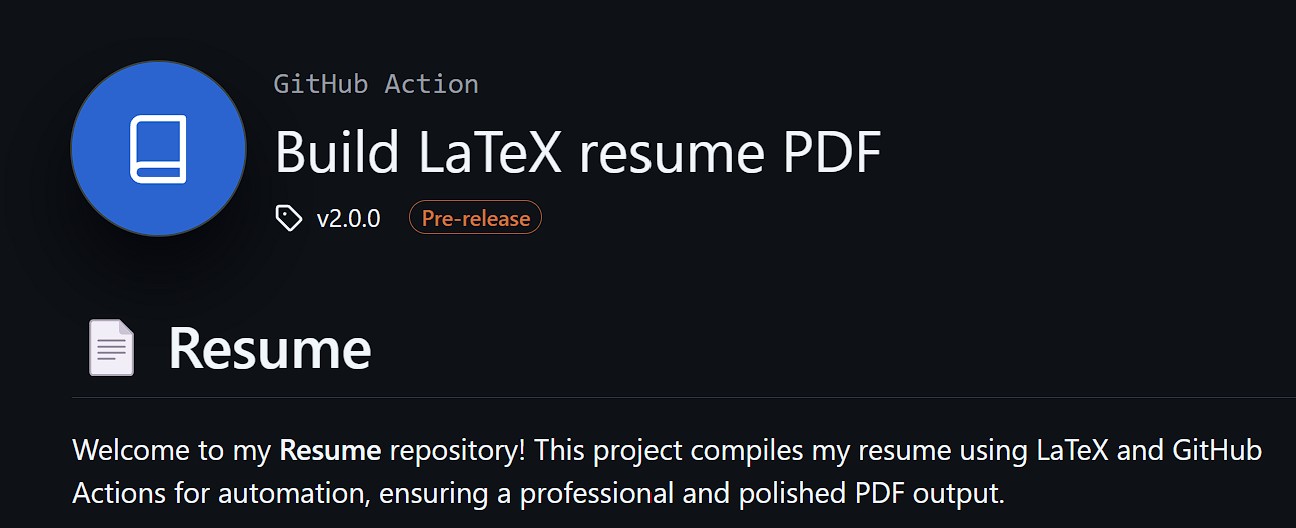 GitHub Action
Build LaTeX resume PDF
v2.0.0 Pre-release
Resume
Welcome to my Resume repository! This project compiles my resume using LaTeX and GitHub
Actions for automation, ensuring a professional and polished PDF output.